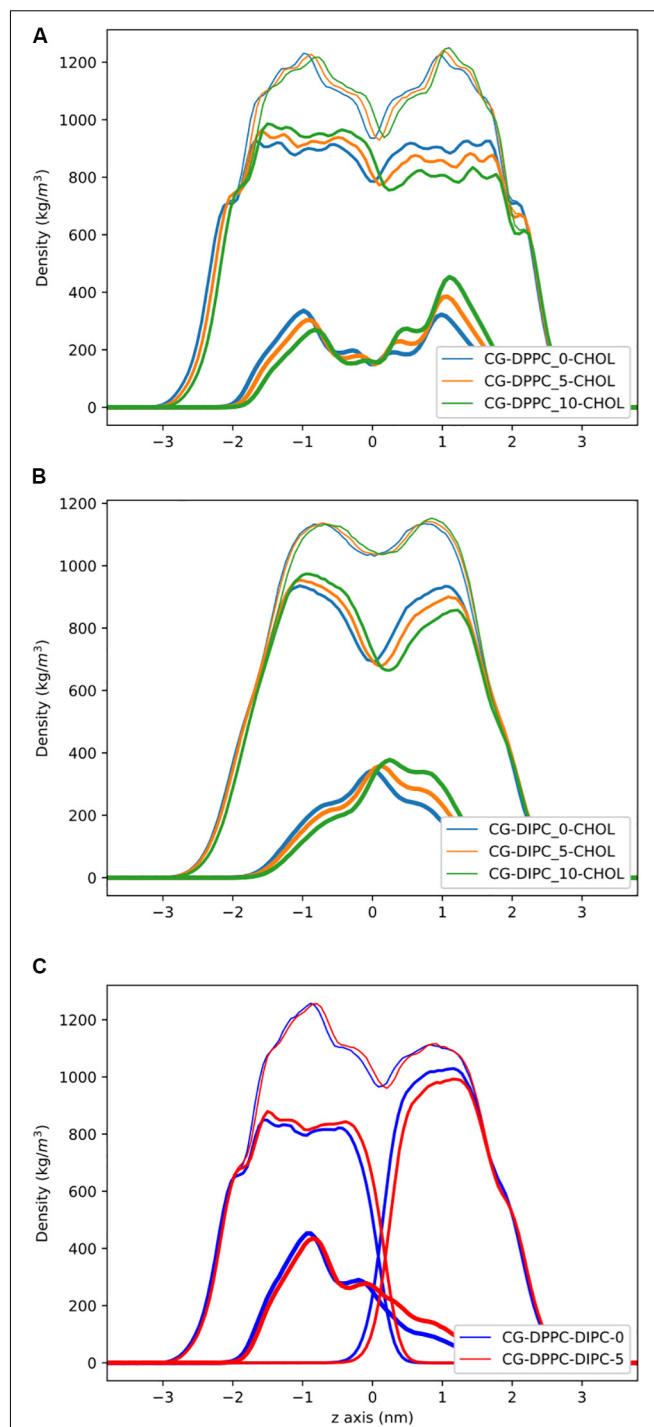 A
1200
1000
800
600
400
200
0
Density (kg/m³)
CG-DPPC_0-CHOL
CG-DPPC_5-CHOL
CG-DPPC_10-CHOL
−3 −2 −1 0 1 2 3
B
1200
1000
800
600
400
200
0
Density (kg/m³)
CG-DIPC_0-CHOL
CG-DIPC_5-CHOL
CG-DIPC_10-CHOL
−3 −2 −1 0 1 2 3
C
1200
1000
800
600
400
200
0
Density (kg/m³)
CG-DPPC-DIPC-0
CG-DPPC-DIPC-5
−3 −2 −1 0 1 2 3
z axis (nm)